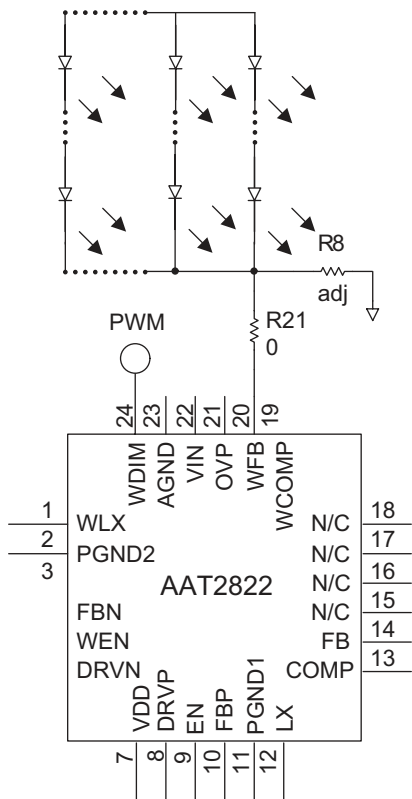 R8
adj
R21
0
PWM
24
23
22
21
20
19
WDIM
AGND
VIN
OVP
WFB
WCOMP
1
WLX
2
PGND2
3
FBN
WEN
DRVN
AAT2822
N/C
18
N/C
17
N/C
16
N/C
15
FB
14
COMP
13
VDD
DRVP
EN
FBP
PGND1
LX
7
8
9
10
11
12